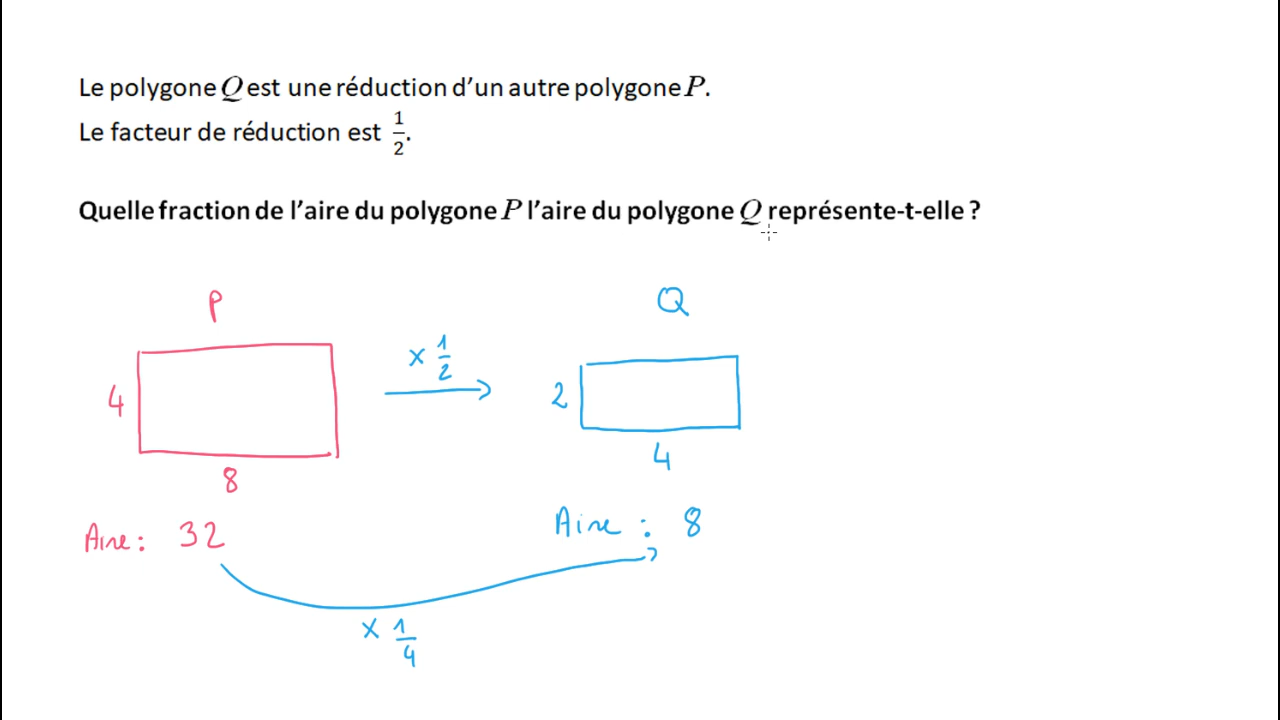 Le polygone Q est une réduction d'un autre polygone P.
Le facteur de réduction est 1/2.
Quelle fraction de l'aire du polygone P l'aire du polygone Q représente-t-elle ?
P
Q
x 1/2
4
2
8
4
Aire: 32
Aire : 8
x 1/4